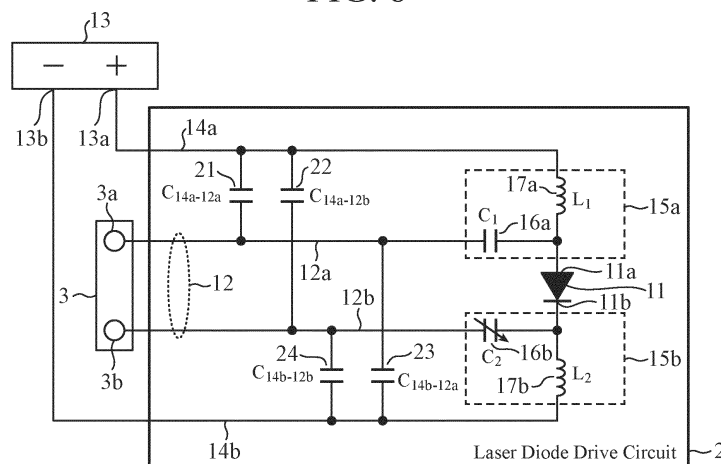 13
− +
13b 13a
14a
21 22
C14a-12a C14a-12b
17a L1
15a
C1 16a
3a
12a
11a
11
11b
3 12
12b
3b
24 23
C14b-12b C14b-12a
C2 16b
15b
17b L2
14b
Laser Diode Drive Circuit